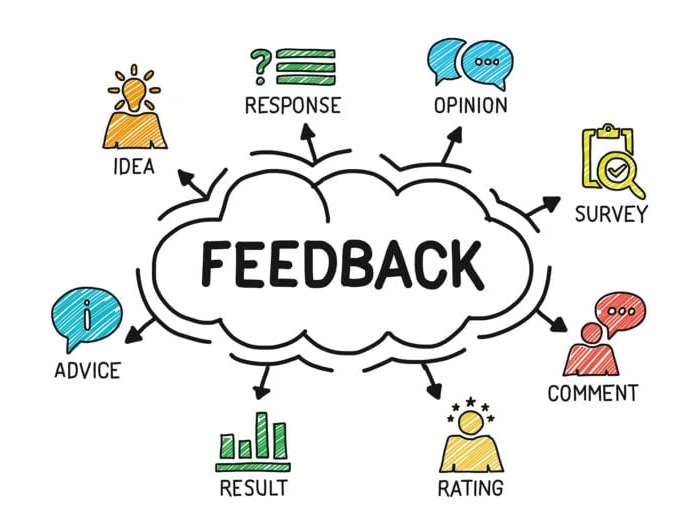 RESPONSE
OPINION
IDEA
SURVEY
FEEDBACK
ADVICE
COMMENT
RESULT
RATING